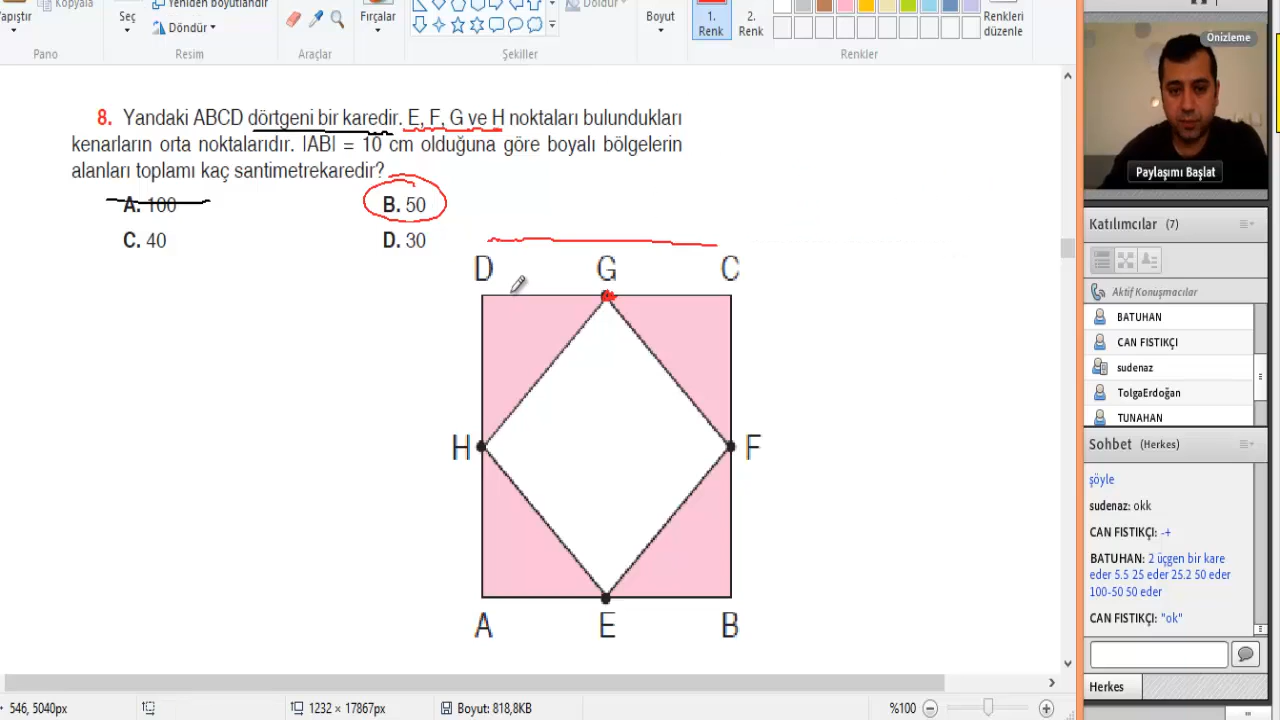 Yapıştır
Kopyala
Yeniden boyutlandır
Döndür
Seç
Fırçalar
Döldür
Boyut
1.
Renk
2.
Renk
Renkleri
düzenle
Pano
Resim
Araçlar
Şekiller
Renkler
Önizleme
8. Yandaki ABCD dörtgeni bir karedir. E, F, G ve H noktaları bulundukları
kenarların orta noktalarıdır. IABI = 10 cm olduğuna göre boyalı bölgelerin
alanları toplamı kaç santimetrekaredir?
A. 100
B. 50
C. 40
D. 30
D G C
H F
A E B
Paylaşımı Başlat
Katılımcılar (7)
Aktif Konuşmacılar
BATUHAN
CAN FISTIKÇI
sudenaz
TolgaErdoğan
TUNAHAN
Sohbet (Herkes)
şöyle
sudenaz: okk
CAN FISTIKÇI: -+
BATUHAN: 2 üçgen bir kare
eder 5.5 25 eder 25.2 50 eder
100-50 50 eder
CAN FISTIKÇI: "ok"
Herkes
546, 5040px
1232 × 17867px
Boyut: 818,8KB
%100